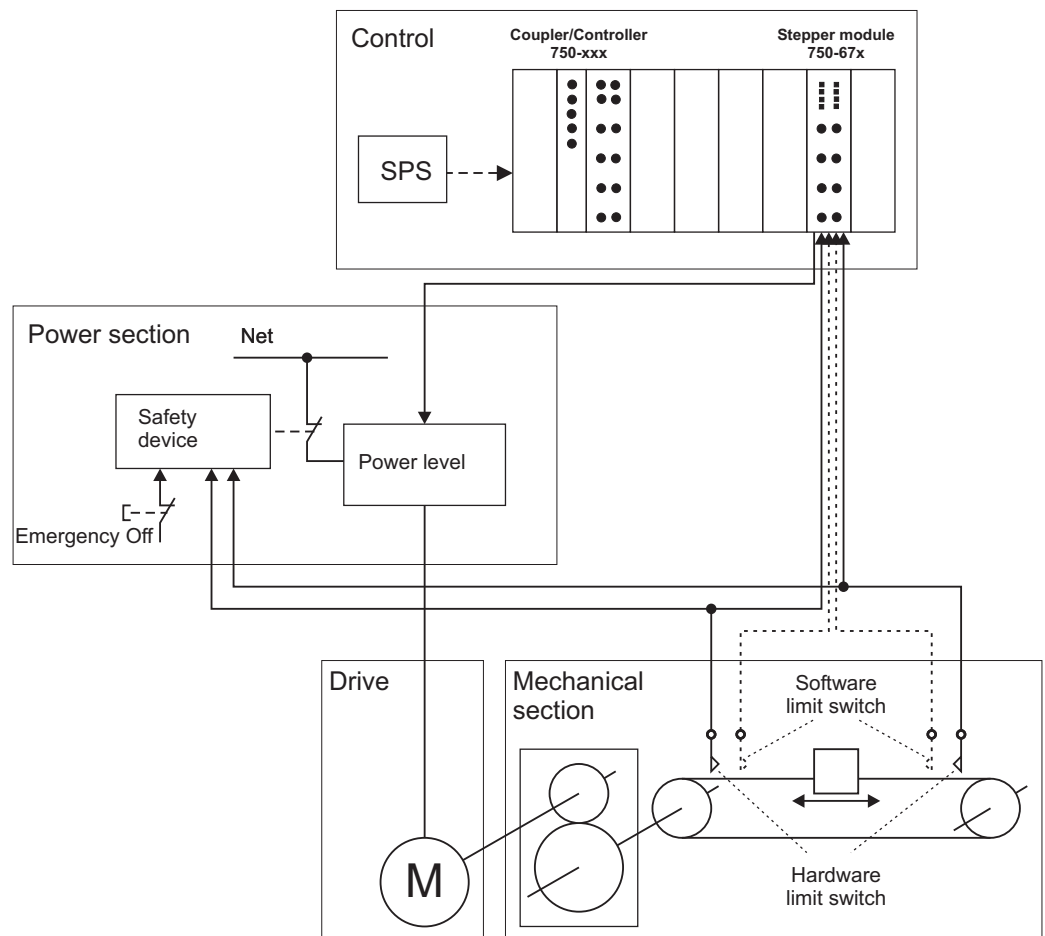 Control
Coupler/Controller
750-xxx
Stepper module
750-67x
SPS
Power section
Net
Safety
device
Power level
Emergency Off
Drive
Mechanical
section
Software
limit switch
M
Hardware
limit switch